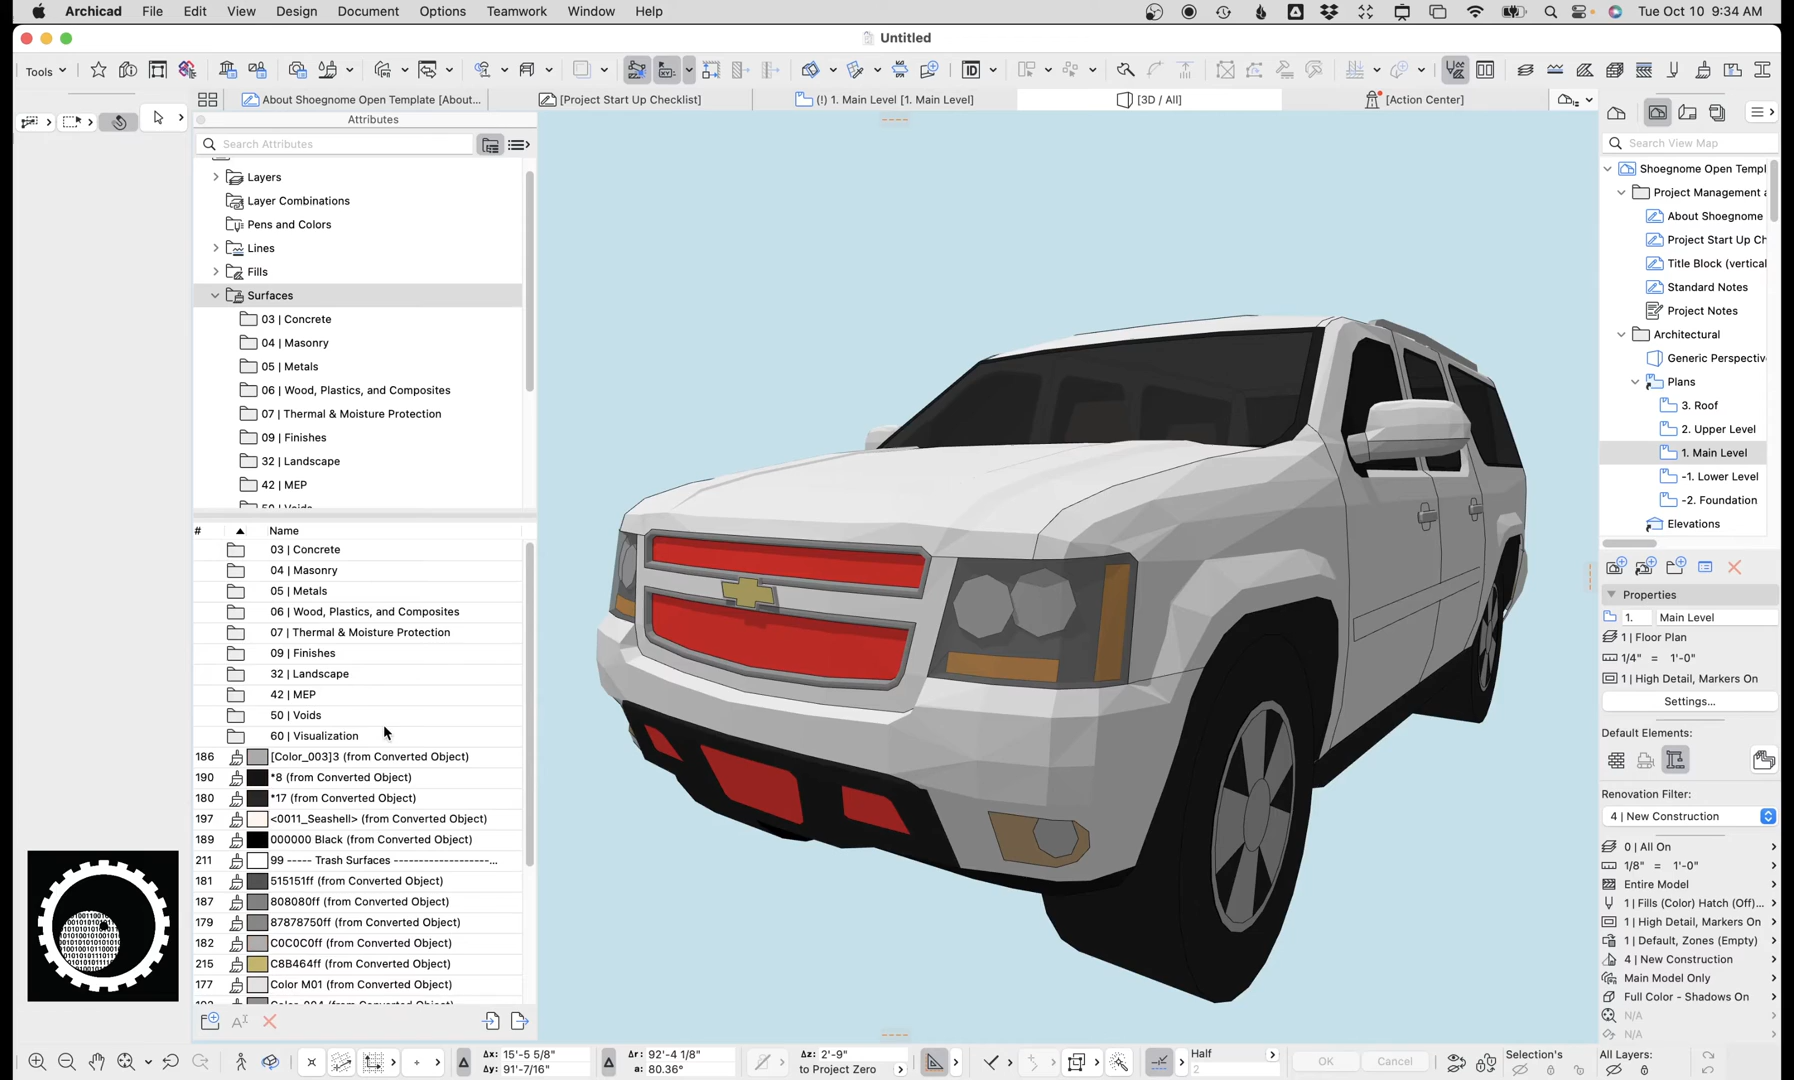 Archicad File Edit View Design Document Options Teamwork Window Help Tue Oct 10 9:34 AM
Untitled
Tools
About Shoegnome Open Template [About... [Project Start Up Checklist] (!) 1. Main Level [1. Main Level] [3D / All] [Action Center]
Attributes
Search Attributes
Layers
Layer Combinations
Pens and Colors
Lines
Fills
Surfaces
03 | Concrete
04 | Masonry
05 | Metals
06 | Wood, Plastics, and Composites
07 | Thermal & Moisture Protection
09 | Finishes
32 | Landscape
42 | MEP
# Name
03 | Concrete
04 | Masonry
05 | Metals
06 | Wood, Plastics, and Composites
07 | Thermal & Moisture Protection
09 | Finishes
32 | Landscape
42 | MEP
50 | Voids
60 | Visualization
186 [Color_003]3 (from Converted Object)
190 *8 (from Converted Object)
180 *17 (from Converted Object)
197 <0011_Seashell> (from Converted Object)
189 000000 Black (from Converted Object)
211 99 ----- Trash Surfaces -------------------...
181 515151ff (from Converted Object)
187 808080ff (from Converted Object)
179 87878750ff (from Converted Object)
182 C0C0C0ff (from Converted Object)
215 C8B464ff (from Converted Object)
177 Color M01 (from Converted Object)
Search View Map
Shoegnome Open Templ
Project Management a
About Shoegnome
Project Start Up Ch
Title Block (vertical
Standard Notes
Project Notes
Architectural
Generic Perspectiv
Plans
3. Roof
2. Upper Level
1. Main Level
-1. Lower Level
-2. Foundation
Elevations
Properties
1. Main Level
1 | Floor Plan
1/4" = 1'-0"
1 | High Detail, Markers On
Settings...
Default Elements:
Renovation Filter:
4 | New Construction
0 | All On
1/8" = 1'-0"
Entire Model
1 | Fills (Color) Hatch (Off)...
1 | High Detail, Markers On
1 | Default, Zones (Empty)
4 | New Construction
Main Model Only
Full Color - Shadows On
N/A
N/A
Δx: 15'-5 5/8"
Δy: 91'-7/16"
Δr: 92'-4 1/8"
a: 80.36°
Δz: 2'-9"
to Project Zero
Half
2
OK Cancel
Selection's
All Layers: